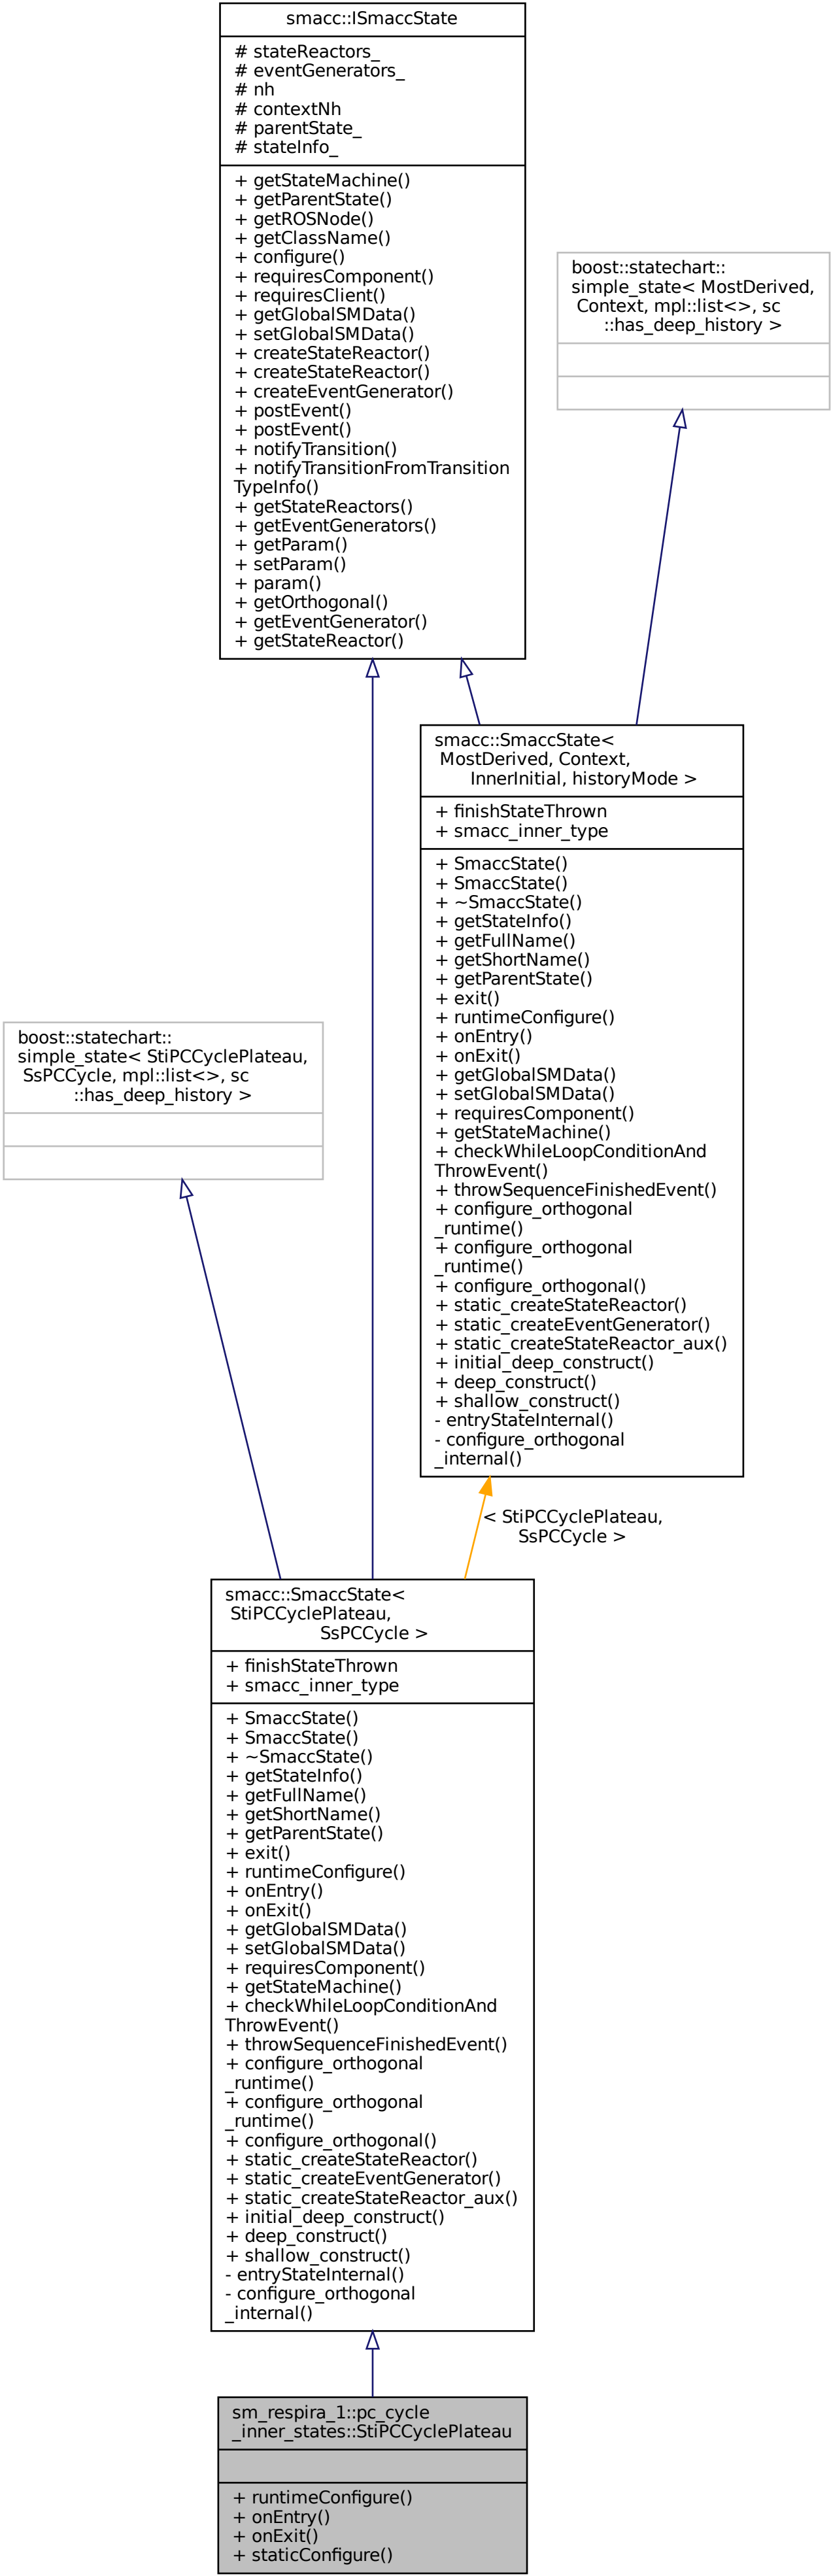 smacc::ISmaccState
# stateReactors_
# eventGenerators_
# nh
# contextNh
# parentState_
# stateInfo_
+ getStateMachine()
+ getParentState()
+ getROSNode()
+ getClassName()
+ configure()
+ requiresComponent()
+ requiresClient()
+ getGlobalSMData()
+ setGlobalSMData()
+ createStateReactor()
+ createStateReactor()
+ createEventGenerator()
+ postEvent()
+ postEvent()
+ notifyTransition()
+ notifyTransitionFromTransition
TypeInfo()
+ getStateReactors()
+ getEventGenerators()
+ getParam()
+ setParam()
+ param()
+ getOrthogonal()
+ getEventGenerator()
+ getStateReactor()
boost::statechart::
simple_state< MostDerived,
Context, mpl::list<>, sc
::has_deep_history >
smacc::SmaccState<
MostDerived, Context,
InnerInitial, historyMode >
+ finishStateThrown
+ smacc_inner_type
+ SmaccState()
+ SmaccState()
+ ~SmaccState()
+ getStateInfo()
+ getFullName()
+ getShortName()
+ getParentState()
+ exit()
+ runtimeConfigure()
+ onEntry()
+ onExit()
+ getGlobalSMData()
+ setGlobalSMData()
+ requiresComponent()
+ getStateMachine()
+ checkWhileLoopConditionAnd
ThrowEvent()
+ throwSequenceFinishedEvent()
+ configure_orthogonal
_runtime()
+ configure_orthogonal
_runtime()
+ configure_orthogonal()
+ static_createStateReactor()
+ static_createEventGenerator()
+ static_createStateReactor_aux()
+ initial_deep_construct()
+ deep_construct()
+ shallow_construct()
- entryStateInternal()
- configure_orthogonal
_internal()
boost::statechart::
simple_state< StiPCCyclePlateau,
SsPCCycle, mpl::list<>, sc
::has_deep_history >
< StiPCCyclePlateau,
SsPCCycle >
smacc::SmaccState<
StiPCCyclePlateau,
SsPCCycle >
+ finishStateThrown
+ smacc_inner_type
+ SmaccState()
+ SmaccState()
+ ~SmaccState()
+ getStateInfo()
+ getFullName()
+ getShortName()
+ getParentState()
+ exit()
+ runtimeConfigure()
+ onEntry()
+ onExit()
+ getGlobalSMData()
+ setGlobalSMData()
+ requiresComponent()
+ getStateMachine()
+ checkWhileLoopConditionAnd
ThrowEvent()
+ throwSequenceFinishedEvent()
+ configure_orthogonal
_runtime()
+ configure_orthogonal
_runtime()
+ configure_orthogonal()
+ static_createStateReactor()
+ static_createEventGenerator()
+ static_createStateReactor_aux()
+ initial_deep_construct()
+ deep_construct()
+ shallow_construct()
- entryStateInternal()
- configure_orthogonal
_internal()
sm_respira_1::pc_cycle
_inner_states::StiPCCyclePlateau
+ runtimeConfigure()
+ onEntry()
+ onExit()
+ staticConfigure()